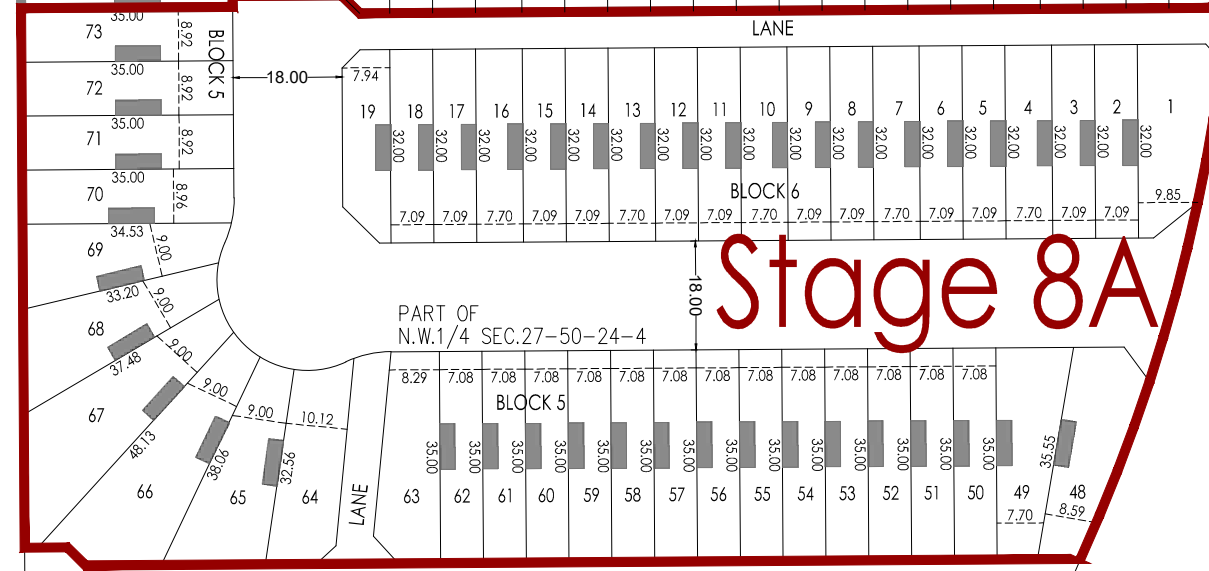 35.00
73
8.92
BLOCK 5
LANE
18.00
7.94
35.00
72
8.92
35.00
71
8.92
35.00
70
8.96
34.53
69
9.00
33.20
68
9.00
37.48
67
9.00
48.13
66
9.00
38.06
65
9.00
32.56
64
10.12
LANE
19 18 17 16 15 14 13 12 11 10 9 8 7 6 5 4 3 2 1
32.00 32.00 32.00 32.00 32.00 32.00 32.00 32.00 32.00 32.00 32.00 32.00 32.00 32.00 32.00 32.00 32.00 32.00
BLOCK 6
7.09 7.09 7.70 7.09 7.09 7.70 7.09 7.09 7.70 7.09 7.09 7.70 7.09 7.09 7.70 7.09 7.09
9.85
18.00
Stage 8A
PART OF
N.W.1/4 SEC.27-50-24-4
8.29 7.08 7.08 7.08 7.08 7.08 7.08 7.08 7.08 7.08 7.08 7.08 7.08 7.08
BLOCK 5
35.00 35.00 35.00 35.00 35.00 35.00 35.00 35.00 35.00 35.00 35.00 35.00 35.00 35.00 35.55
63 62 61 60 59 58 57 56 55 54 53 52 51 50 49 48
7.70 8.59